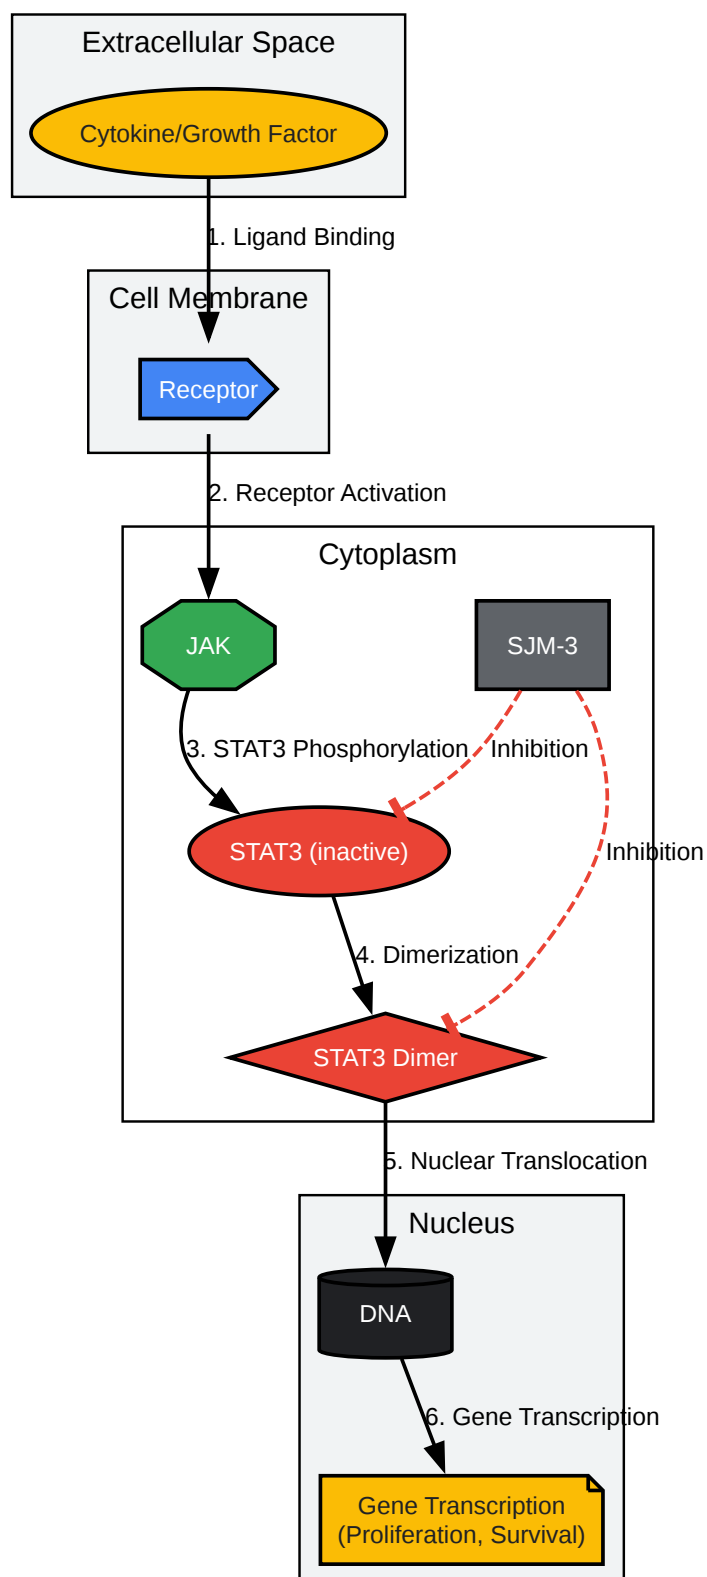 Extracellular Space
Cytokine/Growth Factor
1. Ligand Binding
Cell Membrane
Receptor
2. Receptor Activation
Cytoplasm
JAK
SJM-3
3. STAT3 Phosphorylation
Inhibition
STAT3 (inactive)
Inhibition
4. Dimerization
STAT3 Dimer
5. Nuclear Translocation
Nucleus
DNA
6. Gene Transcription
Gene Transcription
(Proliferation, Survival)